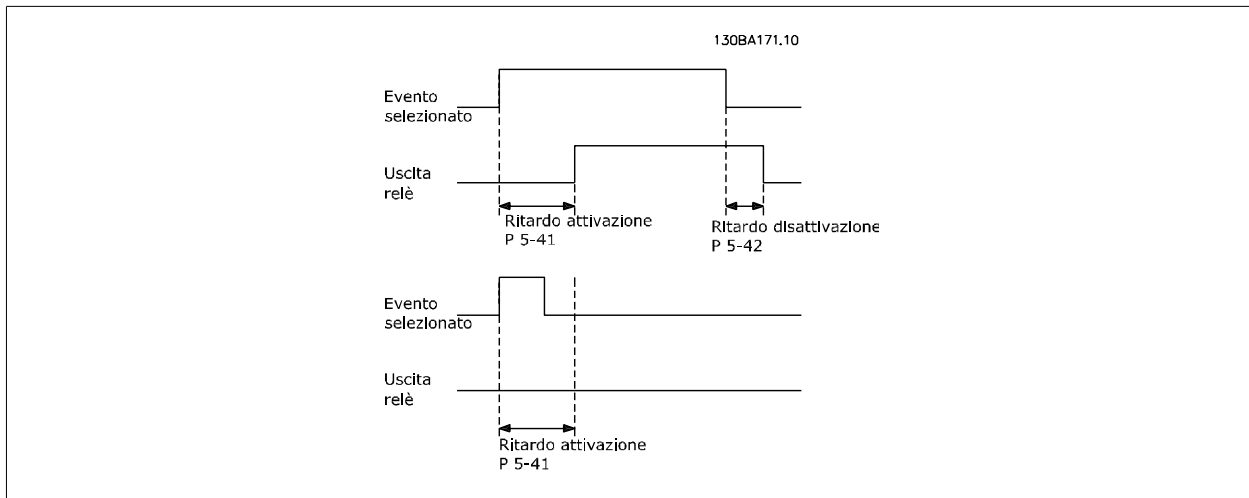 130BA171.10
Evento
selezionato
Uscita
relè
Ritardo attivazione
P 5-41
Ritardo disattivazione
P 5-42
Evento
selezionato
Uscita
relè
Ritardo attivazione
P 5-41